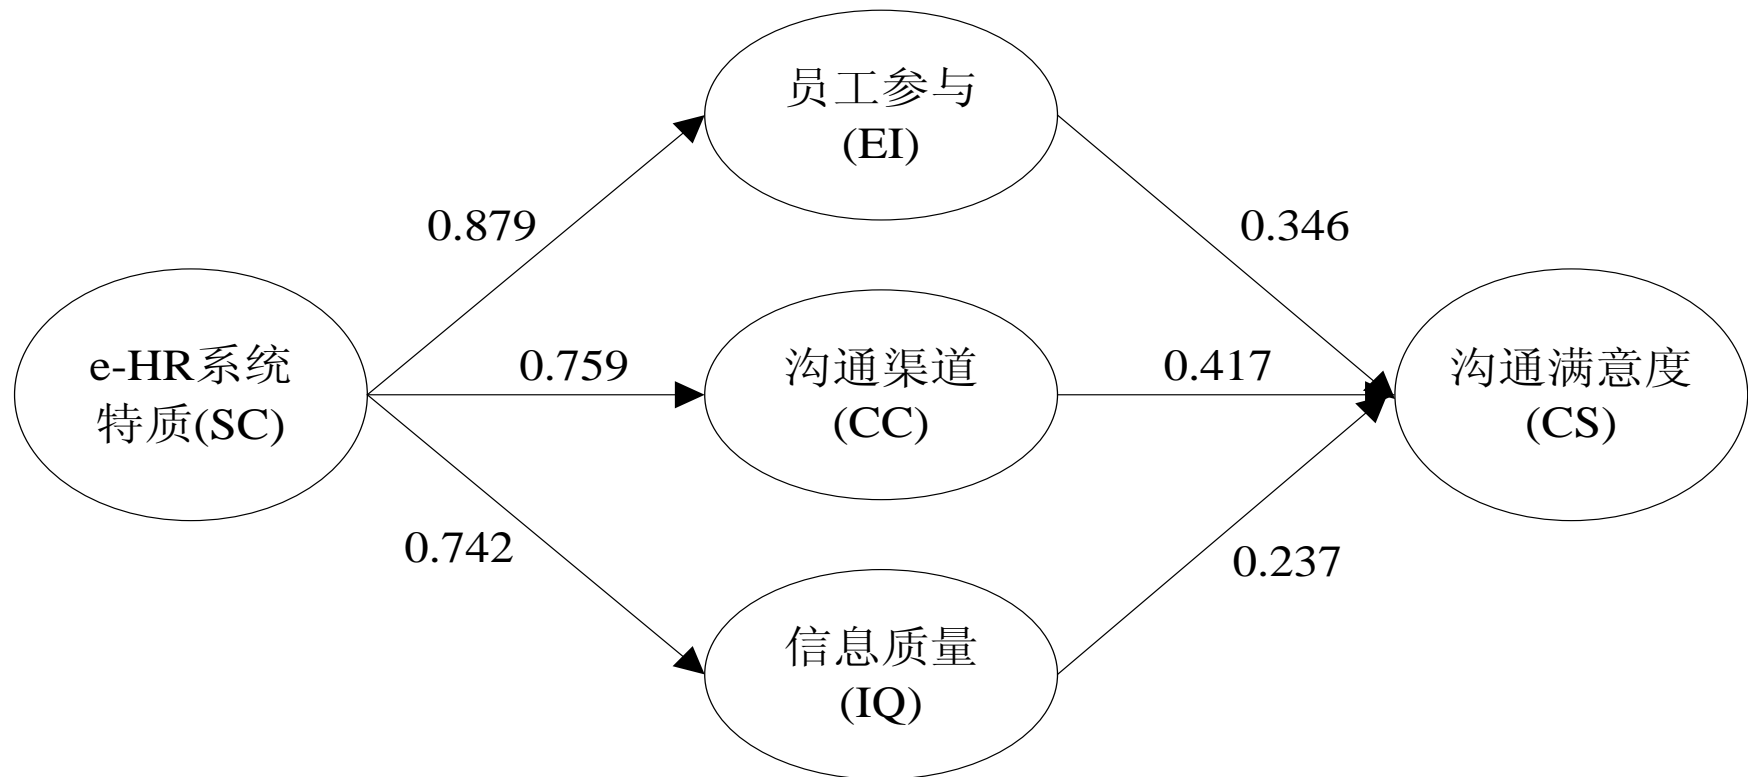 员工参与
(EI)
0.879
0.346
e-HR系统
特质(SC)
0.759
沟通渠道
(CC)
0.417
沟通满意度
(CS)
0.742
0.237
信息质量
(IQ)